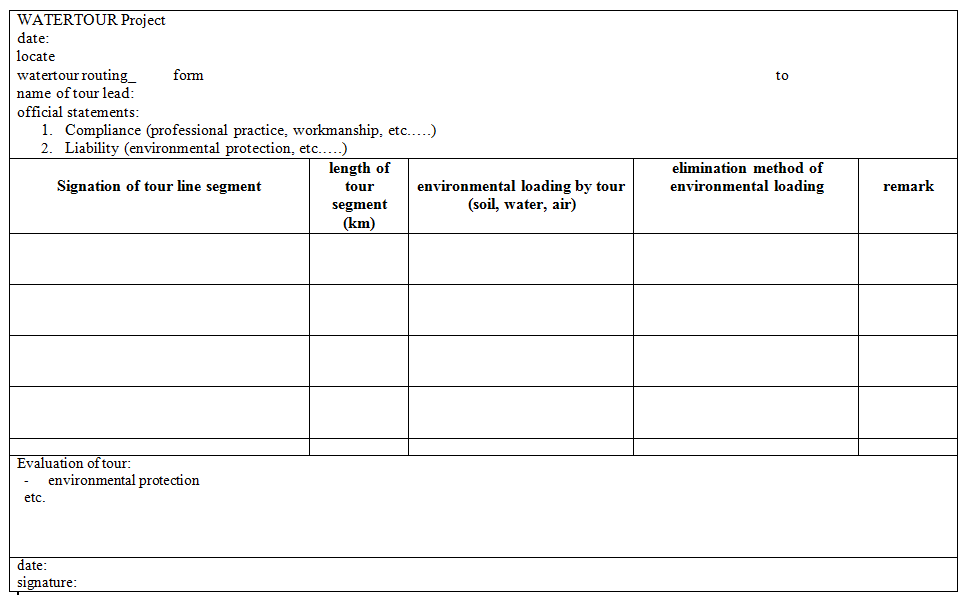 WATERTOUR Project
date:
locate
watertour routing_ form to
name of tour lead:
official statements:
1. Compliance (professional practice, workmanship, etc.....)
2. Liability (environmental protection, etc.....)
Signation of tour line segment
length of
tour
segment
(km)
environmental loading by tour
(soil, water, air)
elimination method of
environmental loading
remark
Evaluation of tour:
- environmental protection
etc.
date:
signature: